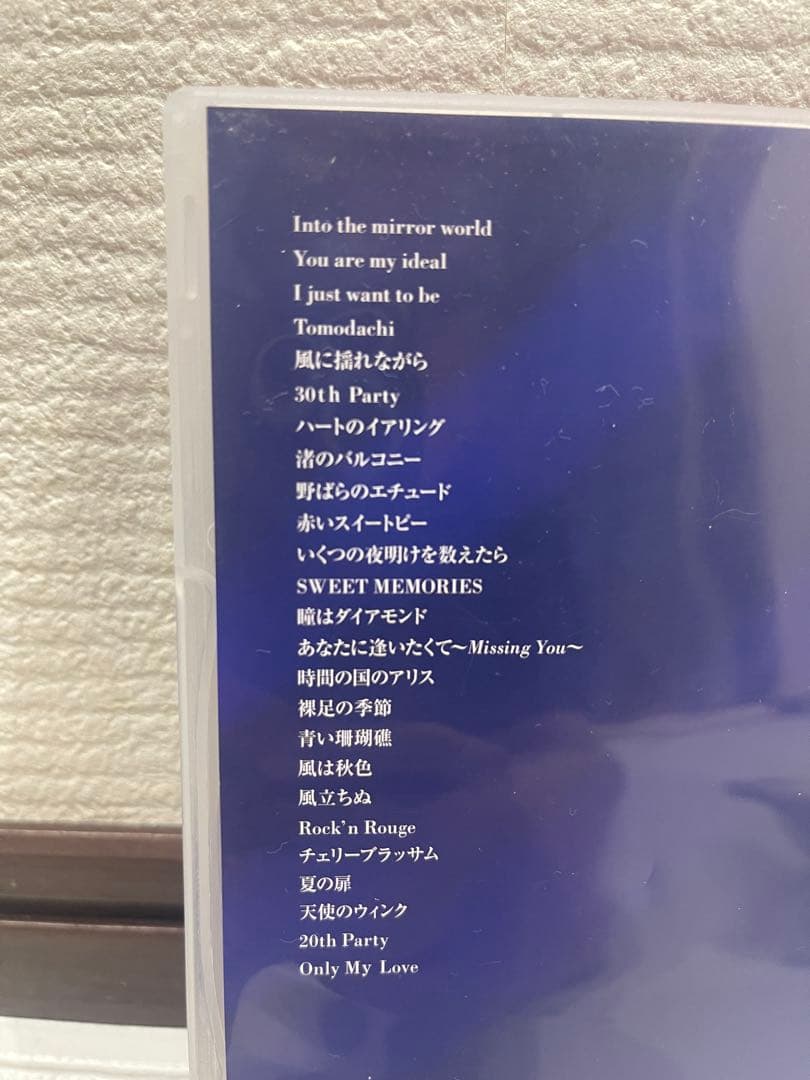 Into the mirror world
You are my ideal
I just want to be
Tomodachi
風に揺れながら
30th Party
ハートのイアリング
渚のバルコニー
野ばらのエチュード
赤いスイートピー
いくつの夜明けを数えたら
SWEET MEMORIES
瞳はダイアモンド
あなたに逢いたくて〜Missing You〜
時間の国のアリス
裸足の季節
青い珊瑚礁
風は秋色
風立ちぬ
Rock'n Rouge
チェリーブラッサム
夏の扉
天使のウィンク
20th Party
Only My Love